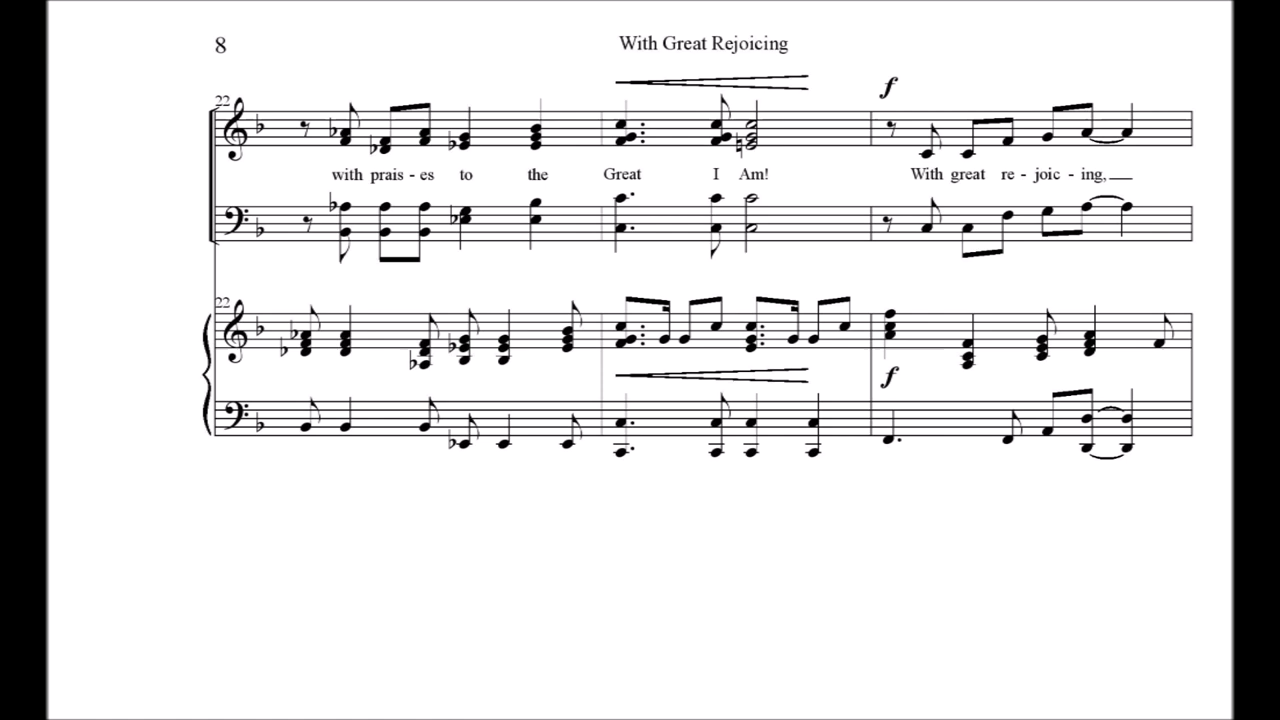 8 With Great Rejoicing
22
f
with prais - es to the Great I Am! With great re - joic - ing,
22
f